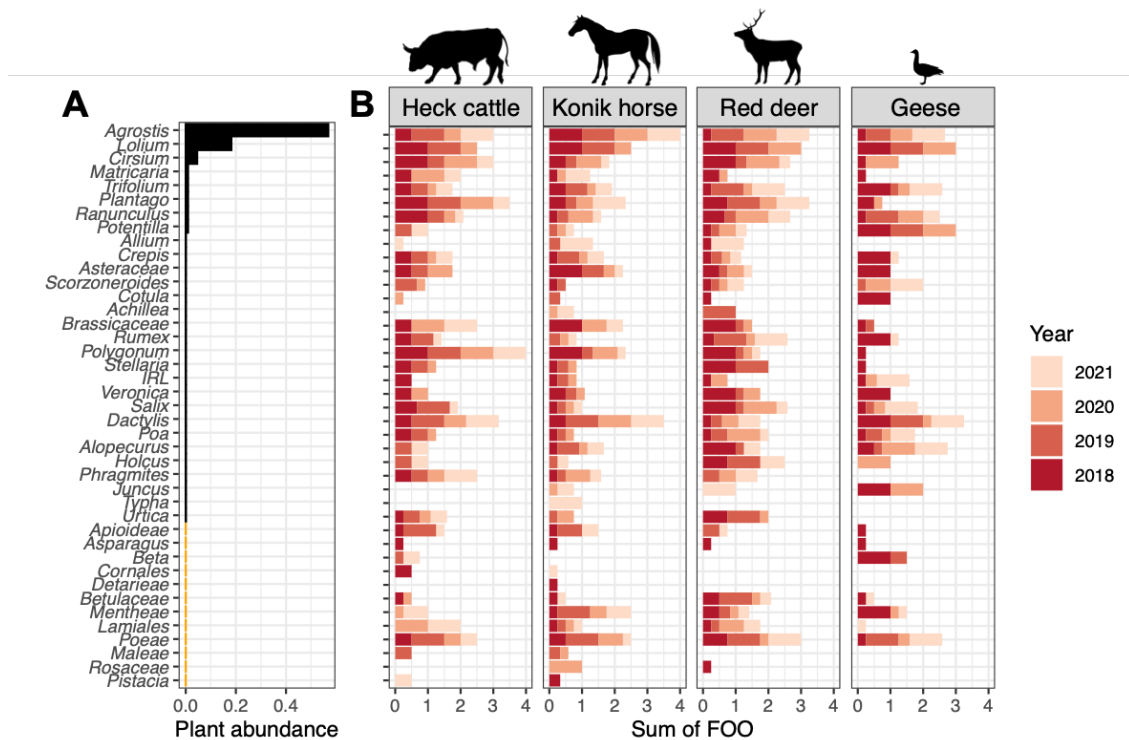 A
B
Heck cattle
Konik horse
Red deer
Geese
Agrostis
Lolium
Cirsium
Matricaria
Trifolium
Plantago
Ranunculus
Potentilla
Allium
Crepis
Asteraceae
Scorzoneroides
Cotula
Achillea
Brassicaceae
Rumex
Polygonum
Stellaria
IRL
Veronica
Salix
Dactylis
Poa
Alopecurus
Holcus
Phragmites
Juncus
Typha
Urtica
Apioideae
Asparagus
Beta
Cornales
Detarieae
Betulaceae
Mentheae
Lamiales
Poeae
Maleae
Rosaceae
Pistacia
0.0 0.2 0.4
Plant abundance
0 1 2 3 4
0 1 2 3 4
0 1 2 3 4
0 1 2 3 4
Sum of FOO
Year
2021
2020
2019
2018